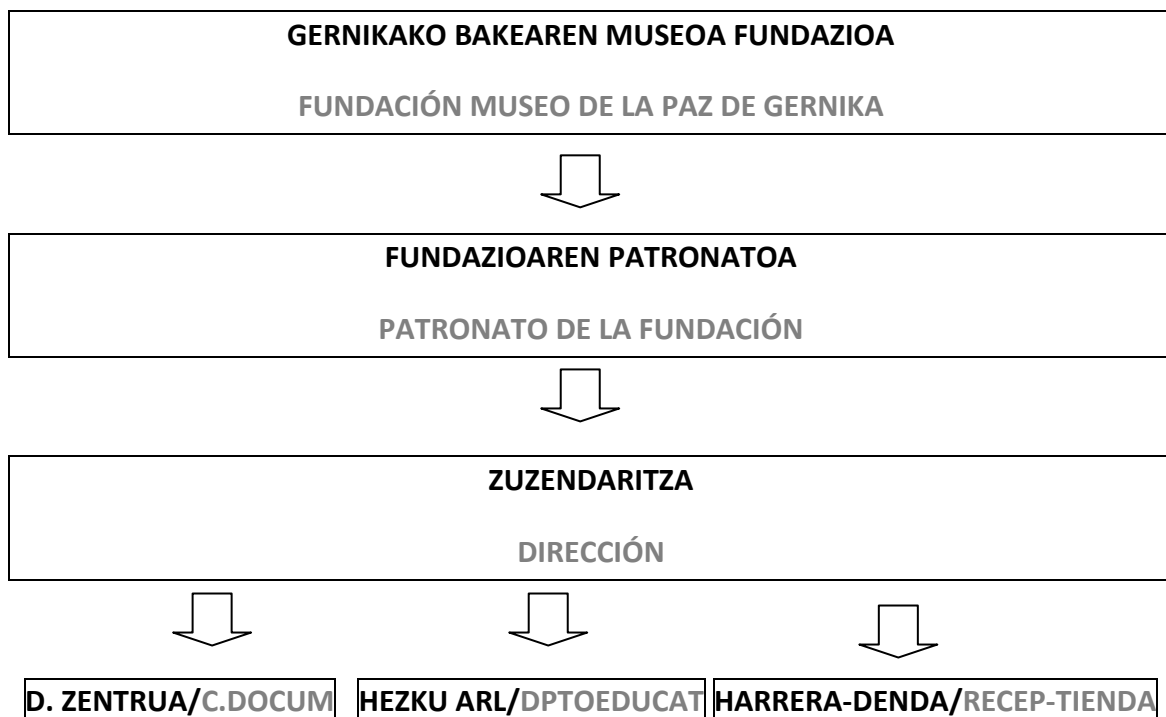 GERNIKAKO BAKEAREN MUSEOA FUNDAZIOA
FUNDACIÓN MUSEO DE LA PAZ DE GERNIKA
FUNDAZIOAREN PATRONATOA
PATRONATO DE LA FUNDACIÓN
ZUZENDARITZA
DIRECCIÓN
D. ZENTRUA/C.DOCUM
HEZKU ARL/DPTOEDUCAT
HARRERA-DENDA/RECEP-TIENDA